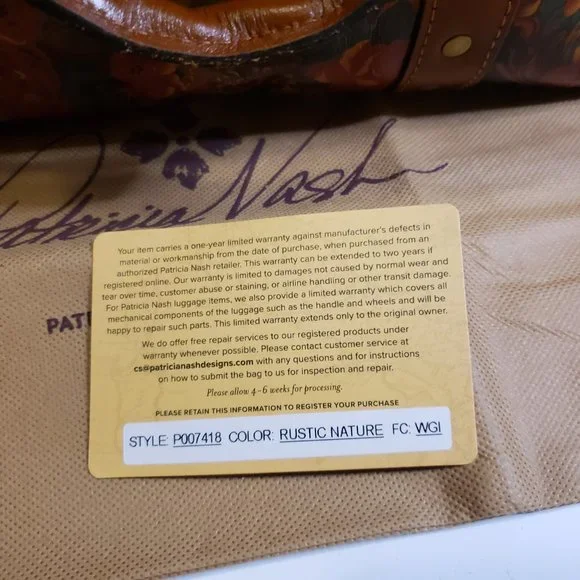 Patricia Nash
PAT
Your item carries a one-year limited warranty against manufacturer's defects in
material or workmanship from the date of purchase, when purchased from an
authorized Patricia Nash retailer. This warranty can be extended to two years if
registered online. Our warranty is limited to damages not caused by normal wear and
tear over time, customer abuse or staining, or airline handling or other transit damage.
For Patricia Nash luggage items, we also provide a limited warranty which covers all
mechanical components of the luggage such as the handle and wheels and will be
happy to repair such parts. This limited warranty extends only to the original owner.
We do offer free repair services to our registered products under
warranty whenever possible. Please contact customer service at
cs@patricianashdesigns.com with any questions and for instructions
on how to submit the bag to us for inspection and repair.
Please allow 4–6 weeks for processing.
PLEASE RETAIN THIS INFORMATION TO REGISTER YOUR PURCHASE
STYLE: P007418 COLOR: RUSTIC NATURE FC: WGI